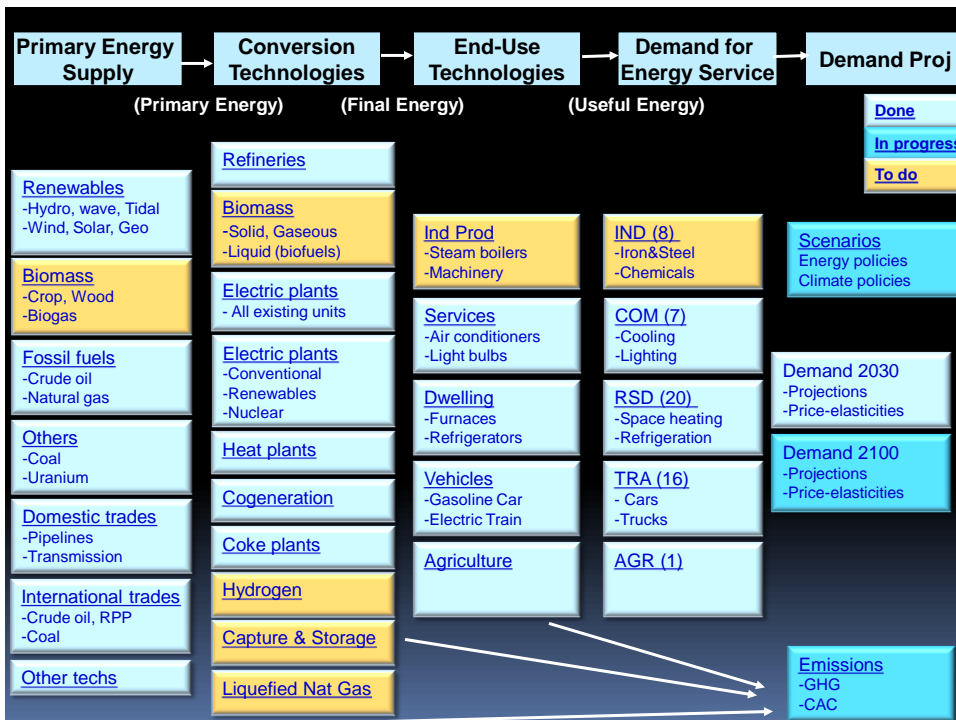 Primary Energy
Supply
Conversion
Technologies
End-Use
Technologies
Demand for
Energy Service
Demand Proj
(Primary Energy)
(Final Energy)
(Useful Energy)
Done
In progress
To do
Renewables
-Hydro, wave, Tidal
-Wind, Solar, Geo
Biomass
-Crop, Wood
-Biogas
Fossil fuels
-Crude oil
-Natural gas
Others
-Coal
-Uranium
Domestic trades
-Pipelines
-Transmission
International trades
-Crude oil, RPP
-Coal
Other techs
Refineries
Biomass
-Solid, Gaseous
-Liquid (biofuels)
Electric plants
- All existing units
Electric plants
-Conventional
-Renewables
-Nuclear
Heat plants
Cogeneration
Coke plants
Hydrogen
Capture & Storage
Liquefied Nat Gas
Ind Prod
-Steam boilers
-Machinery
Services
-Air conditioners
-Light bulbs
Dwelling
-Furnaces
-Refrigerators
Vehicles
-Gasoline Car
-Electric Train
Agriculture
IND (8)
-Iron&Steel
-Chemicals
COM (7)
-Cooling
-Lighting
RSD (20)
-Space heating
-Refrigeration
TRA (16)
- Cars
-Trucks
AGR (1)
Scenarios
Energy policies
Climate policies
Demand 2030
-Projections
-Price-elasticities
Demand 2100
-Projections
-Price-elasticities
Emissions
-GHG
-CAC